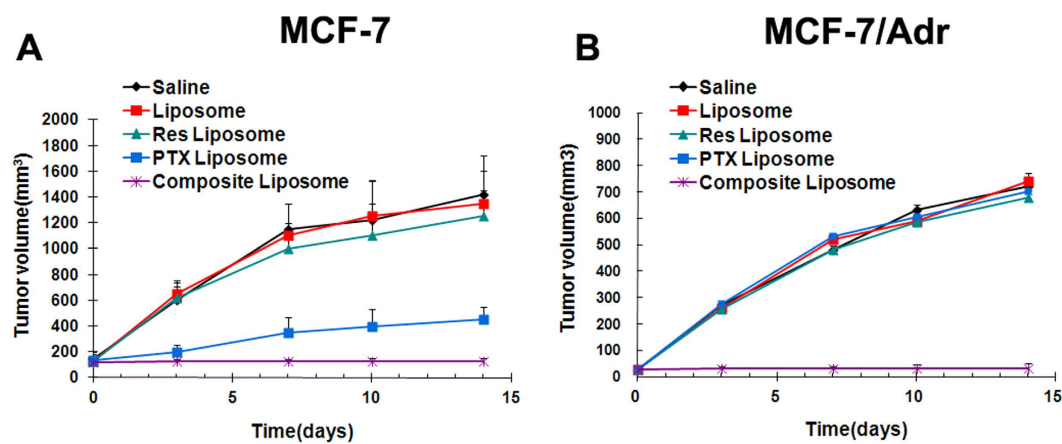 A
MCF-7
Saline
Liposome
Res Liposome
PTX Liposome
Composite Liposome
Tumor volume(mm³)
2000
1800
1600
1400
1200
1000
800
600
400
200
0
0
5
10
15
Time(days)
B
MCF-7/Adr
Saline
Liposome
Res Liposome
PTX Liposome
Composite Liposome
Tumor volume(mm3)
1000
900
800
700
600
500
400
300
200
100
0
0
5
10
15
Time(days)